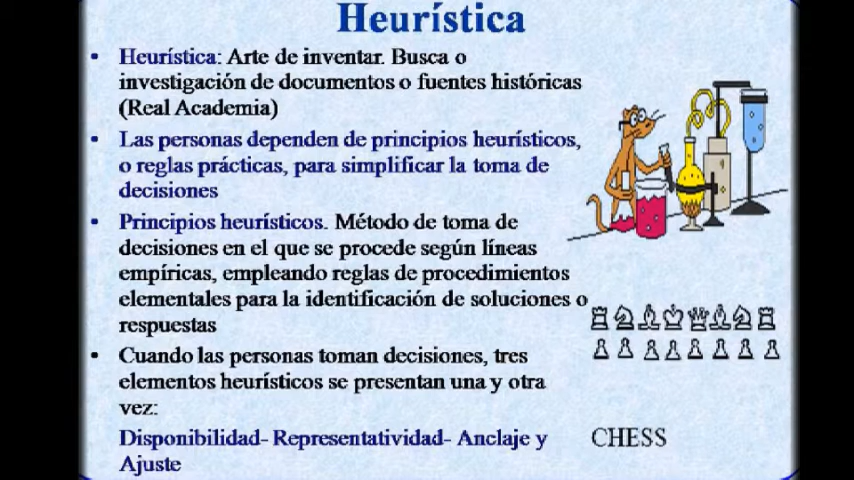 Heurística
• Heurística: Arte de inventar. Busca o
investigación de documentos o fuentes históricas
(Real Academia)
• Las personas dependen de principios heurísticos,
o reglas prácticas, para simplificar la toma de
decisiones
• Principios heurísticos. Método de toma de
decisiones en el que se procede según líneas
empíricas, empleando reglas de procedimientos
elementales para la identificación de soluciones o
respuestas
• Cuando las personas toman decisiones, tres
elementos heurísticos se presentan una y otra
vez:
Disponibilidad- Representatividad- Anclaje y
Ajuste
CHESS